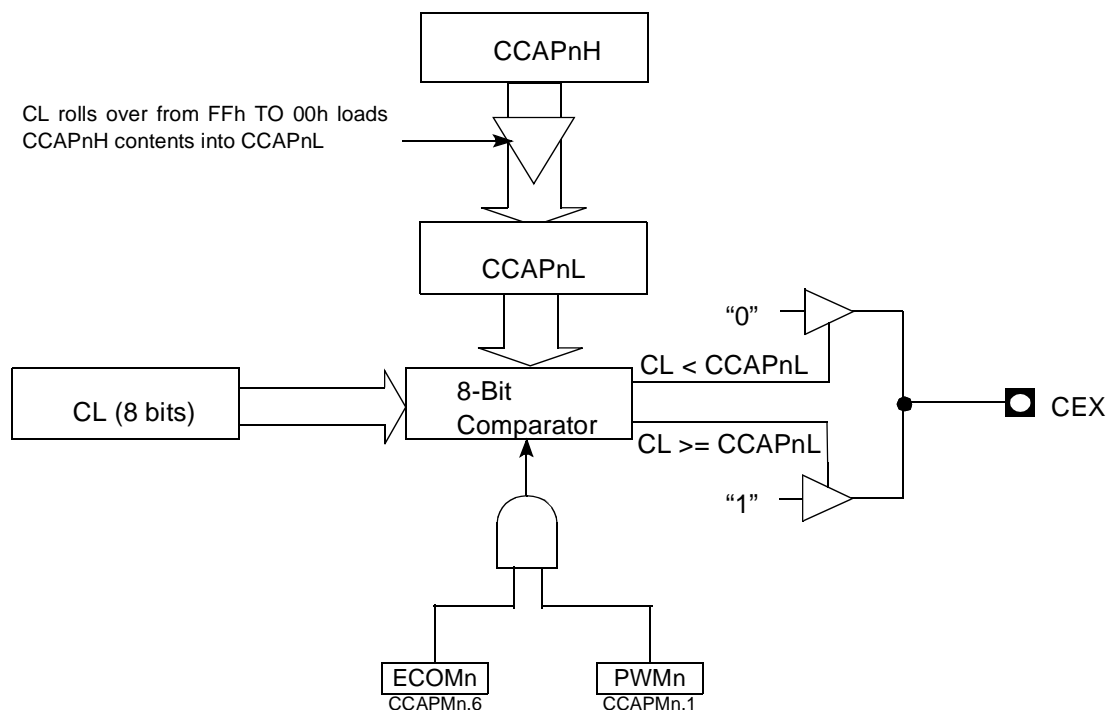 CCAPnH
CL rolls over from FFh TO 00h loads
CCAPnH contents into CCAPnL
CCAPnL
“0”
CL < CCAPnL
CL (8 bits)
8-Bit
Comparator
CEX
CL >= CCAPnL
“1”
ECOMn
PWMn
CCAPMn.6
CCAPMn.1